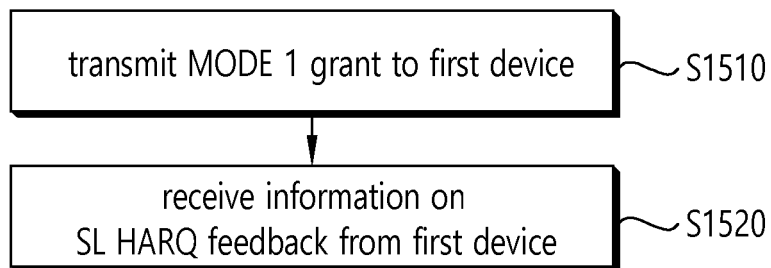 transmit MODE 1 grant to first device
S1510
receive information on
SL HARQ feedback from first device
S1520